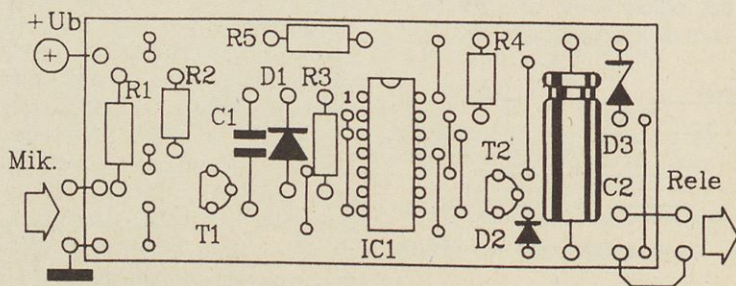 +Ub
R5
R4
R1
R2
D1
R3
C1
1
Mik.
T2
D3
C2
Rele
T1
IC1
D2